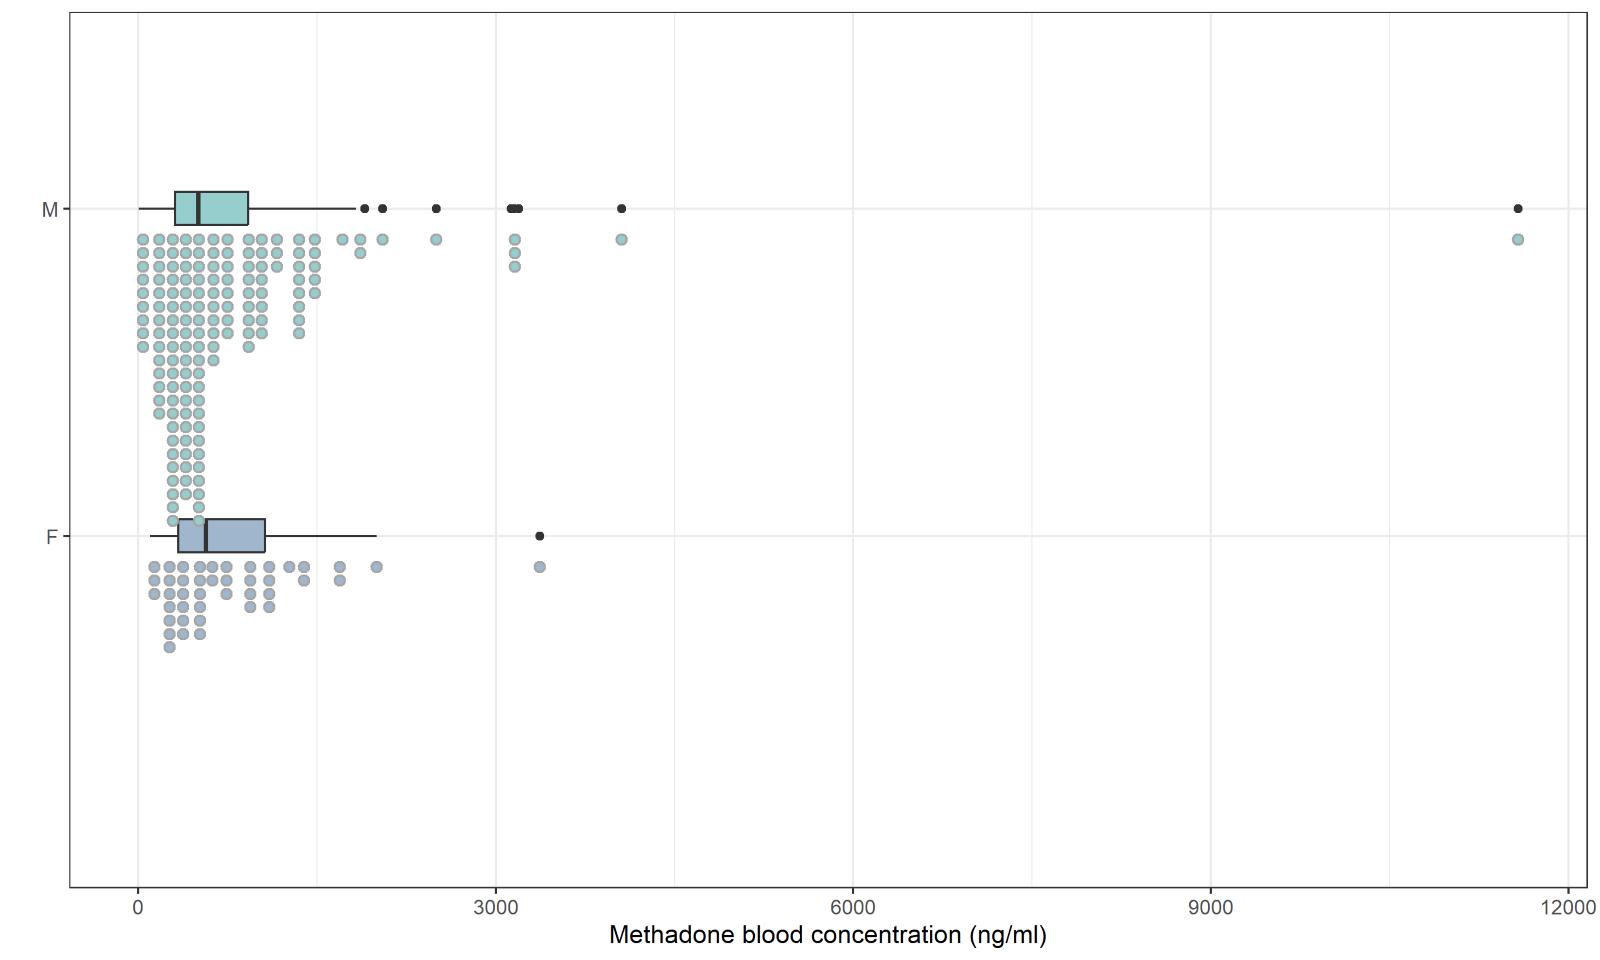 M
F
0 3000 6000 9000 12000
Methadone blood concentration (ng/ml)